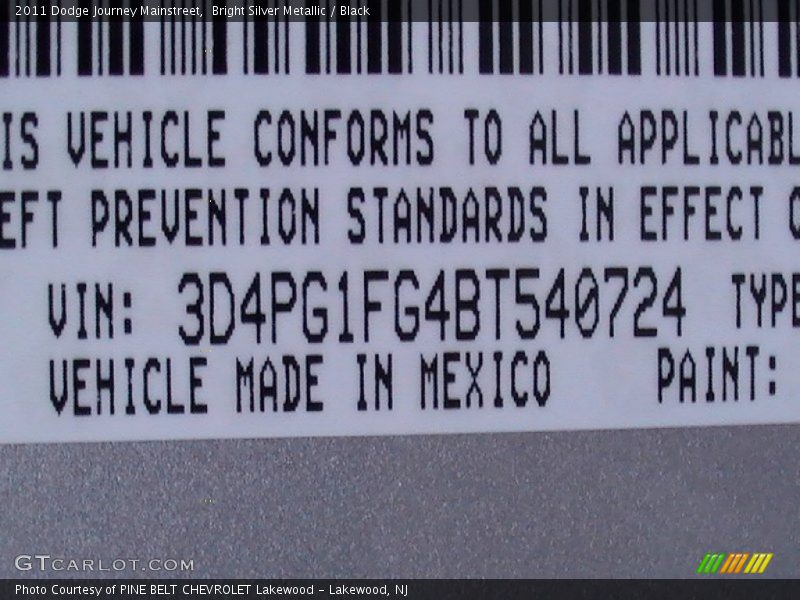 2011 Dodge Journey Mainstreet, Bright Silver Metallic / Black
IS VEHICLE CONFORMS TO ALL APPLICABL
EFT PREVENTION STANDARDS IN EFFECT O
VIN: 3D4PG1FG4BT540724 TYPE
VEHICLE MADE IN MEXICO PAINT:
GTCARLOT.COM
Photo Courtesy of PINE BELT CHEVROLET Lakewood - Lakewood, NJ